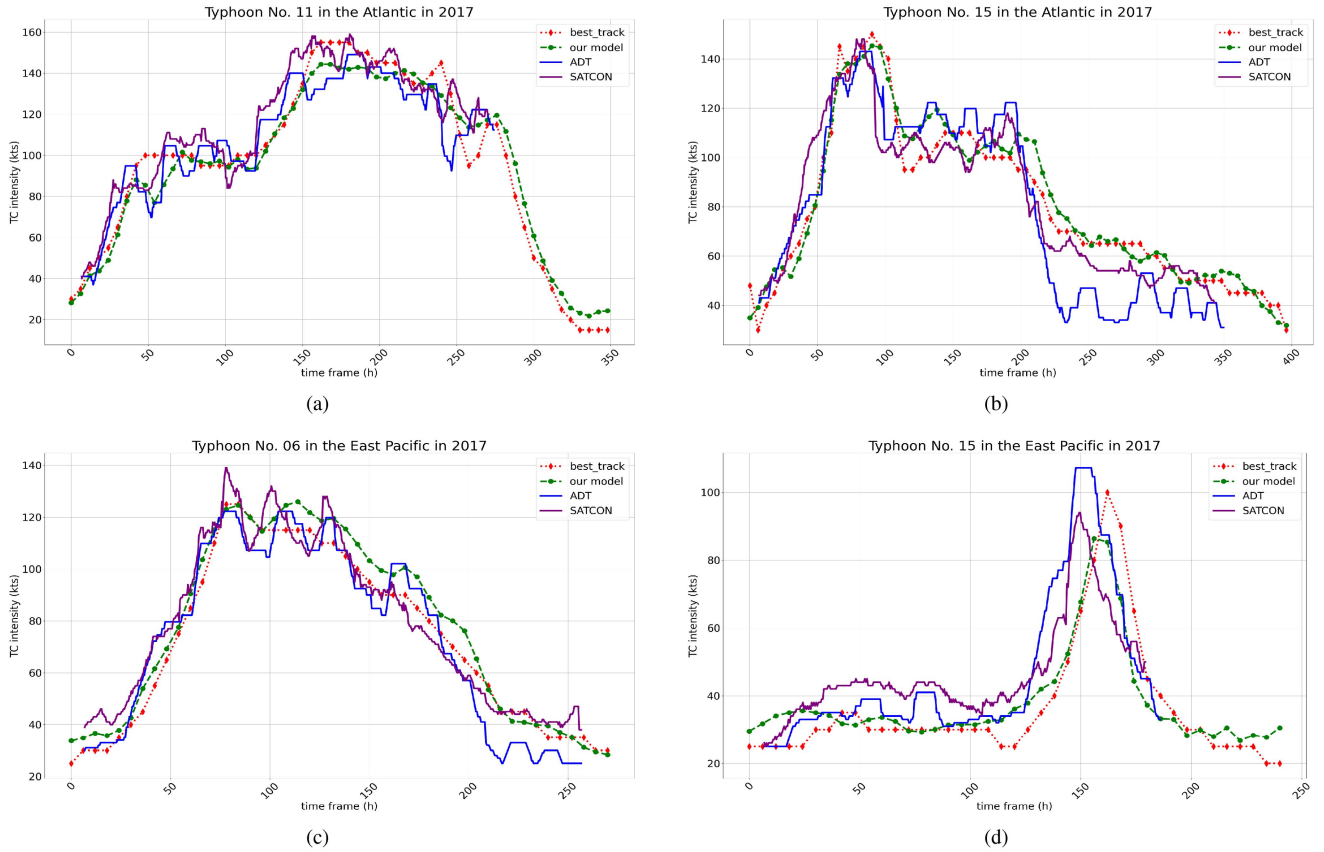 Typhoon No. 11 in the Atlantic in 2017
best_track
our model
ADT
SATCON
TC intensity (kts)
160
140
120
100
80
60
40
20
0
50
100
150
200
250
300
350
time frame (h)
(a)
Typhoon No. 15 in the Atlantic in 2017
best_track
our model
ADT
SATCON
TC intensity (kts)
140
120
100
80
60
40
0
50
100
150
200
250
300
350
400
time frame (h)
(b)
Typhoon No. 06 in the East Pacific in 2017
best_track
our model
ADT
SATCON
TC intensity (kts)
140
120
100
80
60
40
20
0
50
100
150
200
250
time frame (h)
(c)
Typhoon No. 15 in the East Pacific in 2017
best_track
our model
ADT
SATCON
TC intensity (kts)
100
80
60
40
20
0
50
100
150
200
250
time frame (h)
(d)